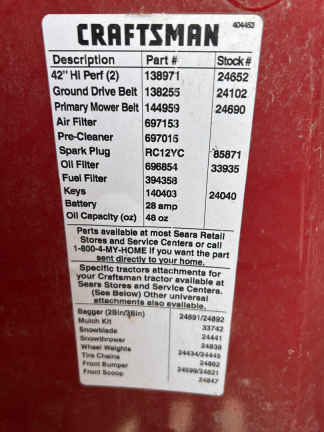 404453
CRAFTSMAN
Description Part # Stock#
42" Hi Perf (2) 138971 24652
Ground Drive Belt 138255 24102
Primary Mower Belt 144959 24690
Air Filter 697153
Pre-Cleaner 697015
Spark Plug RC12YC 85871
Oil Filter 696854 33935
Fuel Filter 394358
Keys 140403 24040
Battery 28 amp
Oil Capacity (oz) 48 oz
Parts available at most Sears Retail
Stores and Service Centers or call
1-800-4-MY-HOME if you want the part
sent directly to your home.
Specific tractors attachments for
your Craftsman tractor available at
Sears Stores and Service Centers.
(See Below) Other universal
attachments also available.
Bagger (2Bin/3Bin) 24891/24892
Mulch Kit 33742
Snowblade 24441
Snowthrower 24838
Wheel Weights 24434/24445
Tire Chains
Front Bumper
Front Scoop 24847